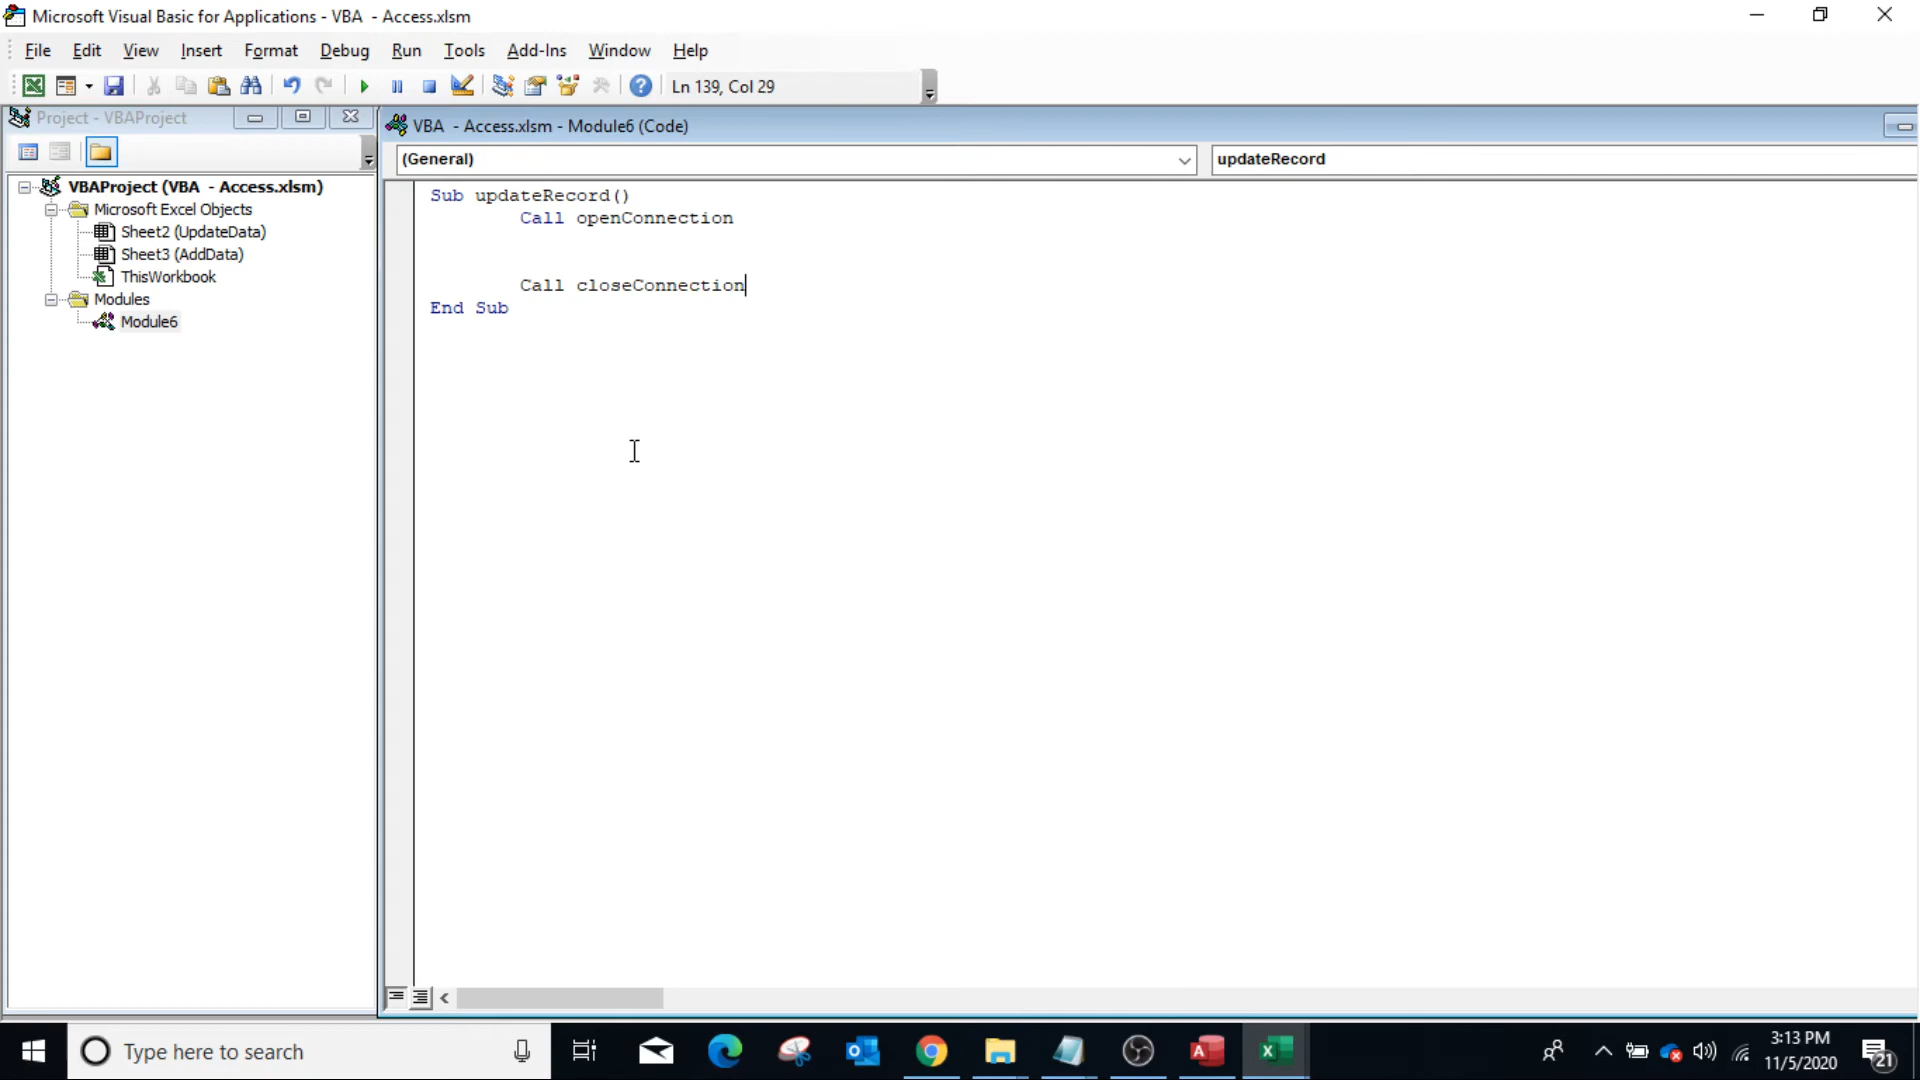 Microsoft Visual Basic for Applications - VBA - Access.xlsm
File Edit View Insert Format Debug Run Tools Add-Ins Window Help
Ln 139, Col 29
Project - VBAProject
VBA - Access.xlsm - Module6 (Code)
(General) updateRecord
VBAProject (VBA - Access.xlsm)
Microsoft Excel Objects
Sheet2 (UpdateData)
Sheet3 (AddData)
ThisWorkbook
Modules
Module6
Sub updateRecord()
Call openConnection
Call closeConnection
End Sub
Type here to search
3:13 PM
11/5/2020
21